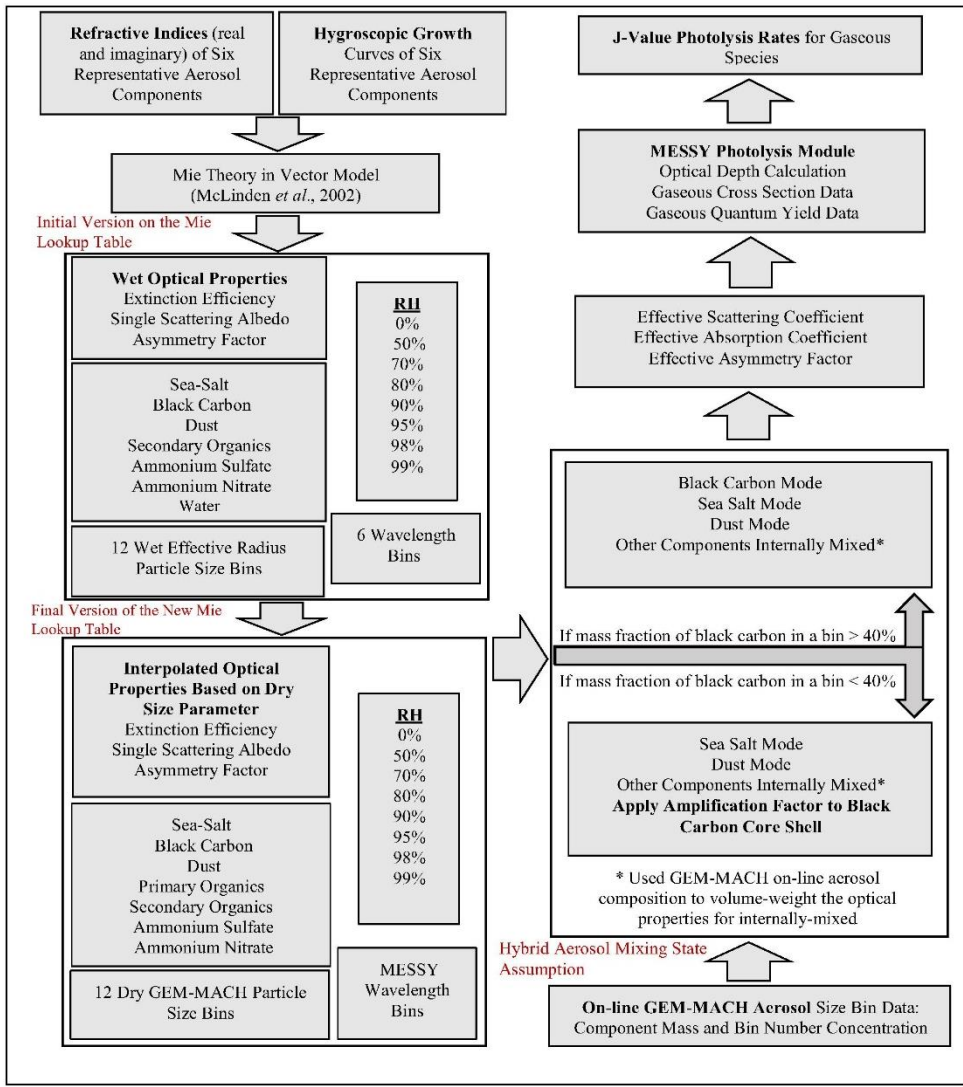 Refractive Indices (real
and imaginary) of Six
Representative Aerosol
Components
Hygroscopic Growth
Curves of Six
Representative Aerosol
Components
Mie Theory in Vector Model
(McLinden et al., 2002)
Initial Version on the Mie
Lookup Table
Wet Optical Properties
Extinction Efficiency
Single Scattering Albedo
Asymmetry Factor
Sea-Salt
Black Carbon
Dust
Secondary Organics
Ammonium Sulfate
Ammonium Nitrate
Water
12 Wet Effective Radius
Particle Size Bins
RH
0%
50%
70%
80%
90%
95%
98%
99%
6 Wavelength
Bins
Final Version of the New Mie
Lookup Table
Interpolated Optical
Properties Based on Dry
Size Parameter
Extinction Efficiency
Single Scattering Albedo
Asymmetry Factor
Sea-Salt
Black Carbon
Dust
Primary Organics
Secondary Organics
Ammonium Sulfate
Ammonium Nitrate
12 Dry GEM-MACH Particle
Size Bins
RH
0%
50%
70%
80%
90%
95%
98%
99%
MESSY
Wavelength
Bins
J-Value Photolysis Rates for Gaseous
Species
MESSY Photolysis Module
Optical Depth Calculation
Gaseous Cross Section Data
Gaseous Quantum Yield Data
Effective Scattering Coefficient
Effective Absorption Coefficient
Effective Asymmetry Factor
Black Carbon Mode
Sea Salt Mode
Dust Mode
Other Components Internally Mixed*
If mass fraction of black carbon in a bin > 40%
If mass fraction of black carbon in a bin < 40%
Sea Salt Mode
Dust Mode
Other Components Internally Mixed*
Apply Amplification Factor to Black
Carbon Core Shell
* Used GEM-MACH on-line aerosol
composition to volume-weight the optical
properties for internally-mixed
Hybrid Aerosol Mixing State
Assumption
On-line GEM-MACH Aerosol Size Bin Data:
Component Mass and Bin Number Concentration